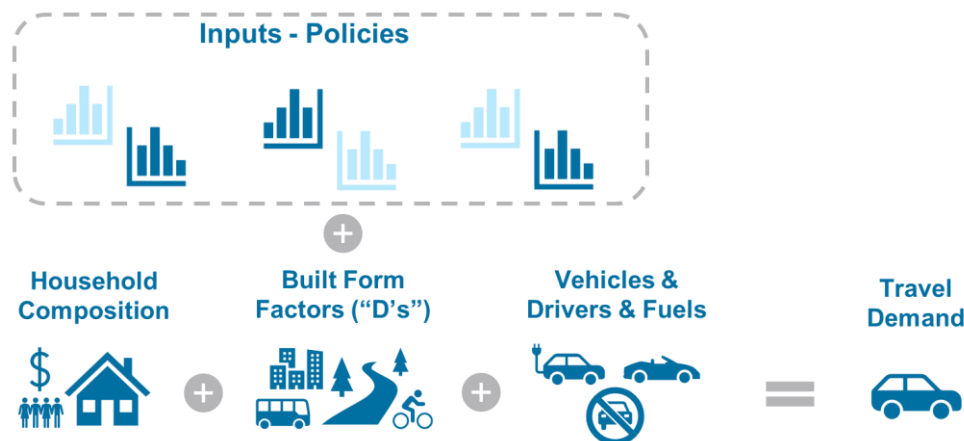 Inputs - Policies
Household
Composition
Built Form
Factors (“D’s”)
Vehicles &
Drivers & Fuels
Travel
Demand